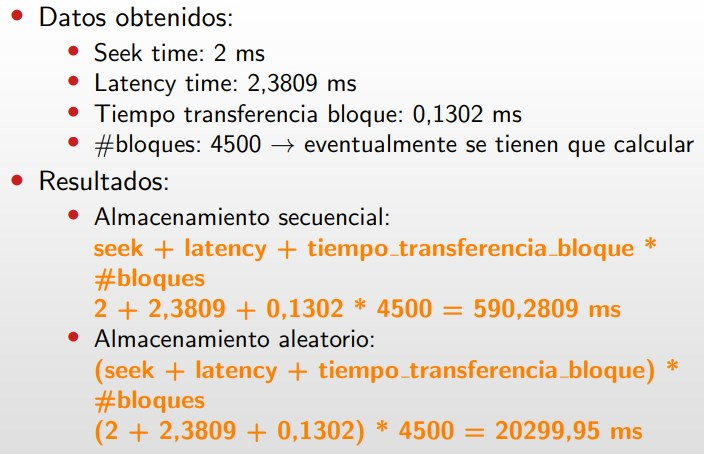 • Datos obtenidos:
• Seek time: 2 ms
• Latency time: 2,3809 ms
• Tiempo transferencia bloque: 0,1302 ms
• #bloques: 4500 → eventualmente se tienen que calcular
• Resultados:
• Almacenamiento secuencial:
seek + latency + tiempo_transferencia_bloque *
#bloques
2 + 2,3809 + 0,1302 * 4500 = 590,2809 ms
• Almacenamiento aleatorio:
(seek + latency + tiempo_transferencia_bloque) *
#bloques
(2 + 2,3809 + 0,1302) * 4500 = 20299,95 ms